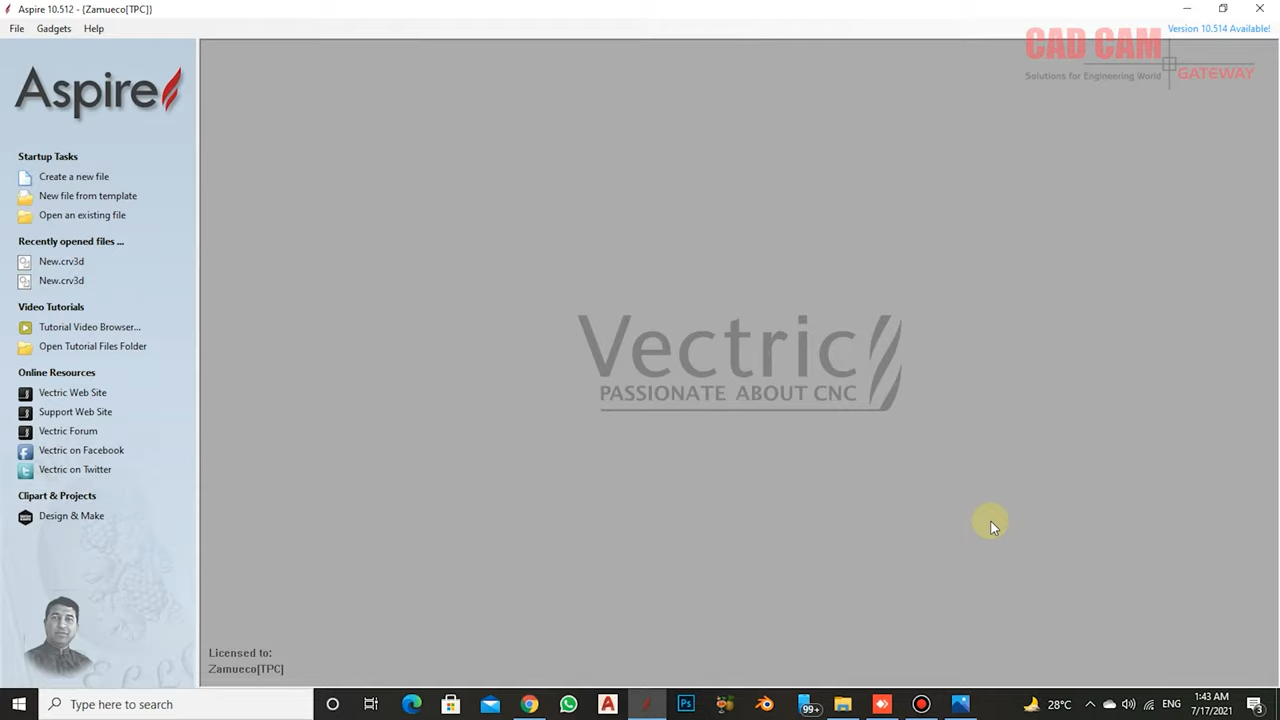 Aspire 10.512 - {Zamueco[TPC]}
File Gadgets Help
Version 10.514 Available!
CAD CAM
Solutions for Engineering World
GATEWAY
Aspire
Startup Tasks
Create a new file
New file from template
Open an existing file
Recently opened files ...
New.crv3d
New.crv3d
Video Tutorials
Tutorial Video Browser...
Open Tutorial Files Folder
Online Resources
Vectric Web Site
Support Web Site
Vectric Forum
Vectric on Facebook
Vectric on Twitter
Clipart & Projects
Design & Make
Vectric
PASSIONATE ABOUT CNC
Licensed to:
Zamueco[TPC]
Type here to search
99+
28°C
ENG
1:43 AM
7/17/2021
3